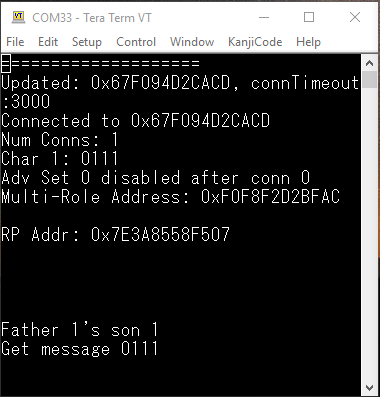 COM33 - Tera Term VT
File Edit Setup Control Window KanjiCode Help
====================
Updated: 0x67F094D2CACD, connTimeout
:3000
Connected to 0x67F094D2CACD
Num Conns: 1
Char 1: 0111
Adv Set 0 disabled after conn 0
Multi-Role Address: 0xF0F8F2D2BFAC
RP Addr: 0x7E3A8558F507
Father 1's son 1
Get message 0111